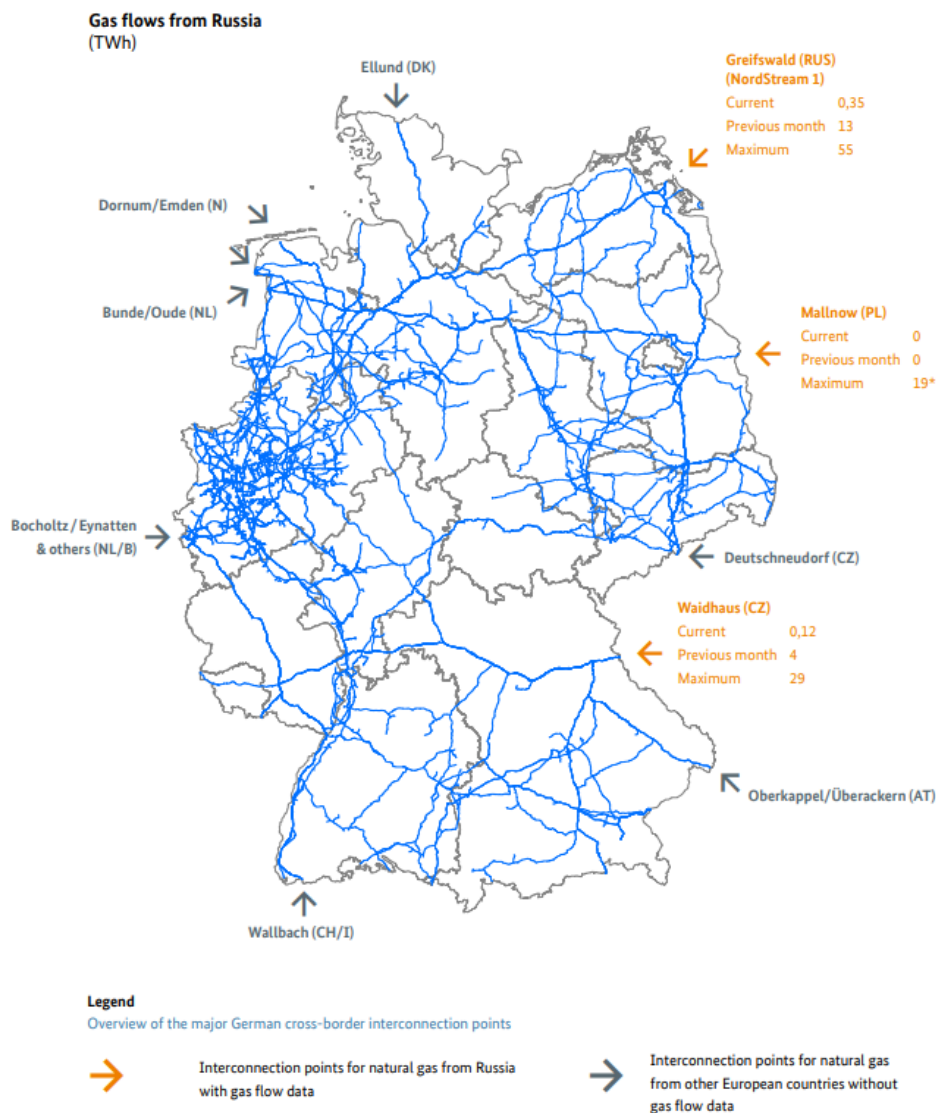 Gas flows from Russia
(TWh)
Ellund (DK)
Greifswald (RUS)
(NordStream 1)
Current 0,35
Previous month 13
Maximum 55
Dornum/Emden (N)
Bunde/Oude (NL)
Mallnow (PL)
Current 0
Previous month 0
Maximum 19*
Bocholtz / Eynatten
& others (NL/B)
Deutschneudorf (CZ)
Waidhaus (CZ)
Current 0,12
Previous month 4
Maximum 29
Oberkappel/Überackern (AT)
Wallbach (CH/I)
Legend
Overview of the major German cross-border interconnection points
Interconnection points for natural gas from Russia
with gas flow data
Interconnection points for natural gas
from other European countries without
gas flow data